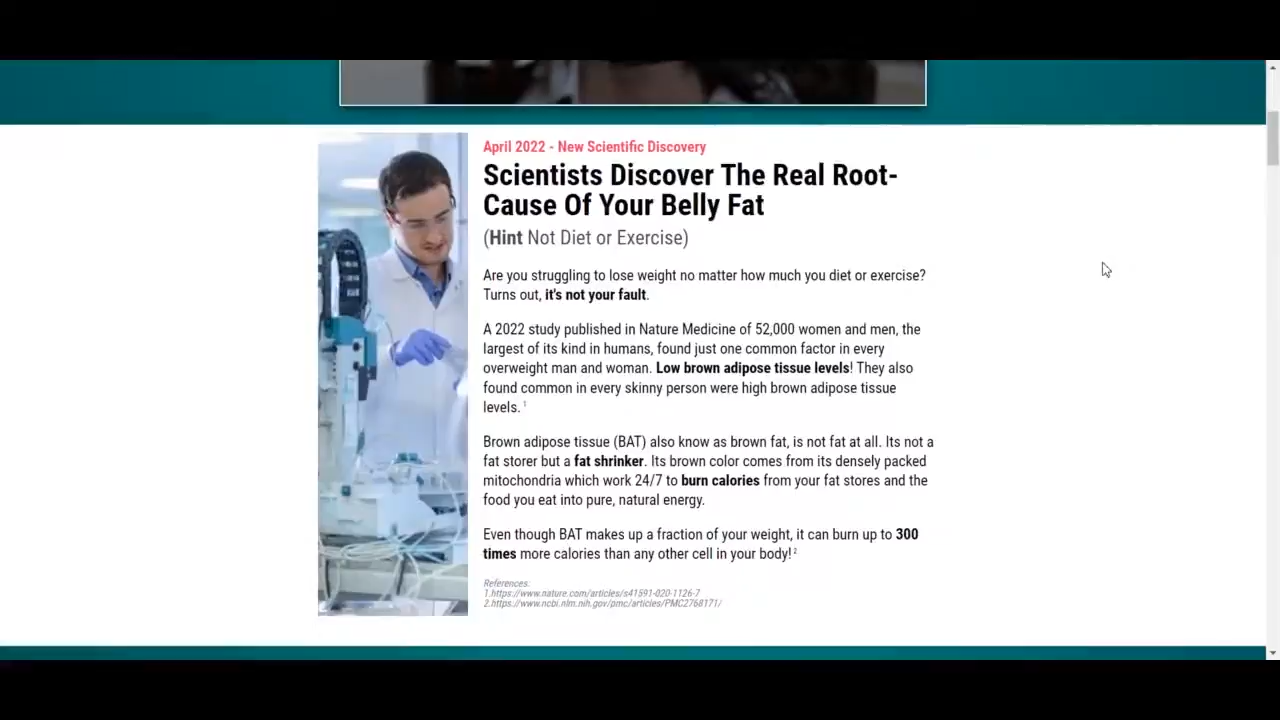 April 2022 - New Scientific Discovery
Scientists Discover The Real Root-
Cause Of Your Belly Fat
(Hint Not Diet or Exercise)
Are you struggling to lose weight no matter how much you diet or exercise?
Turns out, it's not your fault.
A 2022 study published in Nature Medicine of 52,000 women and men, the
largest of its kind in humans, found just one common factor in every
overweight man and woman. Low brown adipose tissue levels! They also
found common in every skinny person were high brown adipose tissue
levels. 1
Brown adipose tissue (BAT) also know as brown fat, is not fat at all. Its not a
fat storer but a fat shrinker. Its brown color comes from its densely packed
mitochondria which work 24/7 to burn calories from your fat stores and the
food you eat into pure, natural energy.
Even though BAT makes up a fraction of your weight, it can burn up to 300
times more calories than any other cell in your body! 2
References:
1.https://www.nature.com/articles/s41591-020-1126-7
2.https://www.ncbi.nlm.nih.gov/pmc/articles/PMC2768171/